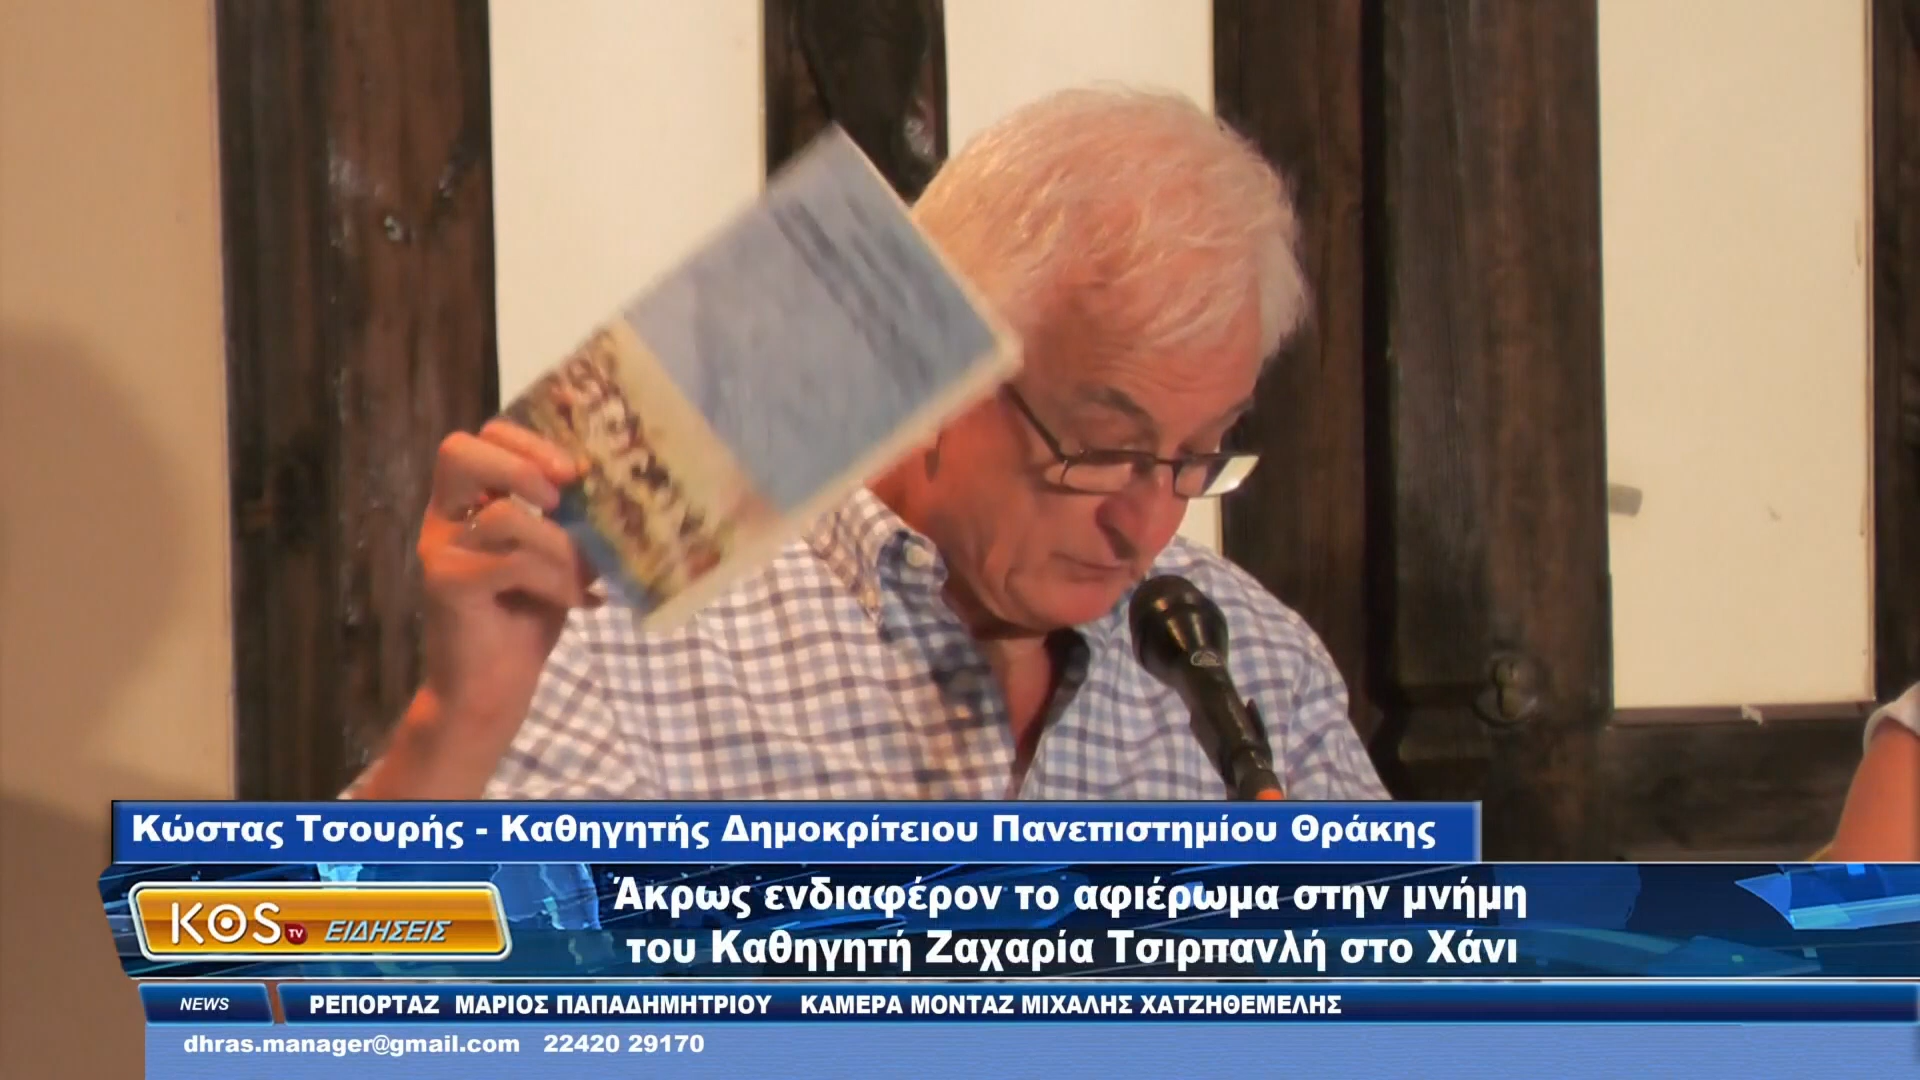 Κώστας Τσουρής - Καθηγητής Δημοκρίτειου Πανεπιστημίου Θράκης
KOS TV ΕΙΔΗΣΕΙΣ
Άκρως ενδιαφέρον το αφιέρωμα στην μνήμη
του Καθηγητή Ζαχαρία Τσιρπανλή στο Χάνι
NEWS
ΡΕΠΟΡΤΑΖ ΜΑΡΙΟΣ ΠΑΠΑΔΗΜΗΤΡΙΟΥ ΚΑΜΕΡΑ ΜΟΝΤΑΖ ΜΙΧΑΛΗΣ ΧΑΤΖΗΘΕΜΕΛΗΣ
dhras.manager@gmail.com 22420 29170